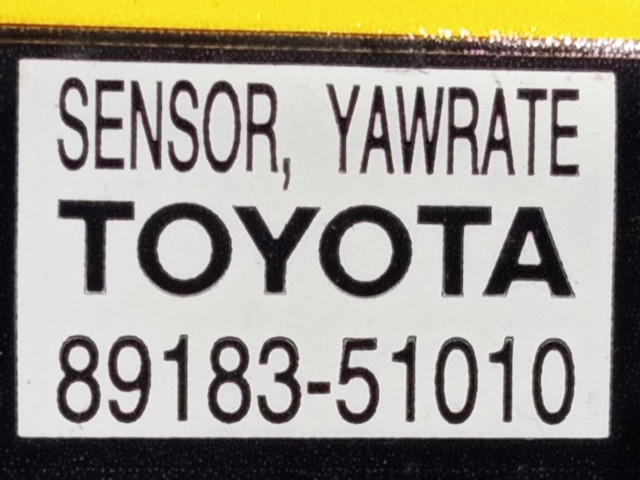 SENSOR, YAWRATE
TOYOTA
89183-51010